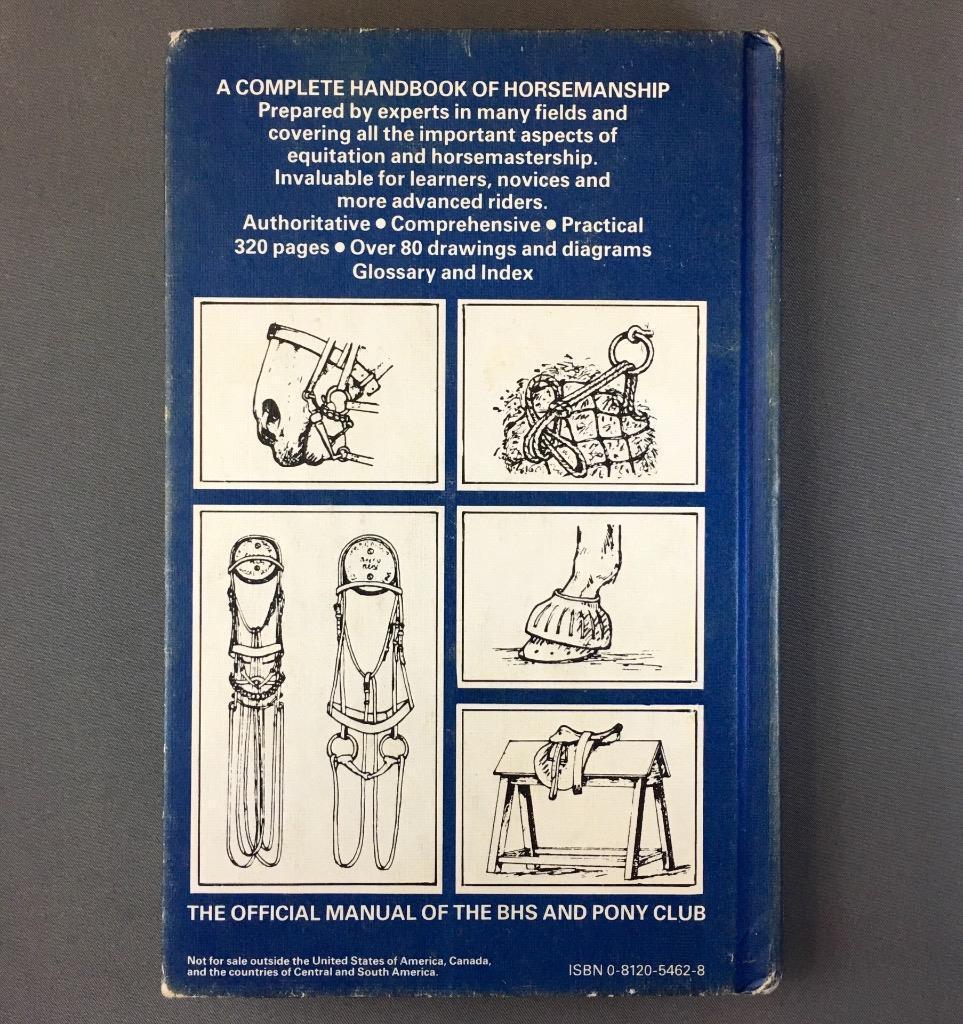 A COMPLETE HANDBOOK OF HORSEMANSHIP
Prepared by experts in many fields and
covering all the important aspects of
equitation and horsemastership.
Invaluable for learners, novices and
more advanced riders.
Authoritative • Comprehensive • Practical
320 pages • Over 80 drawings and diagrams
Glossary and Index
THE OFFICIAL MANUAL OF THE BHS AND PONY CLUB
Not for sale outside the United States of America, Canada,
and the countries of Central and South America.
ISBN 0-8120-5462-8